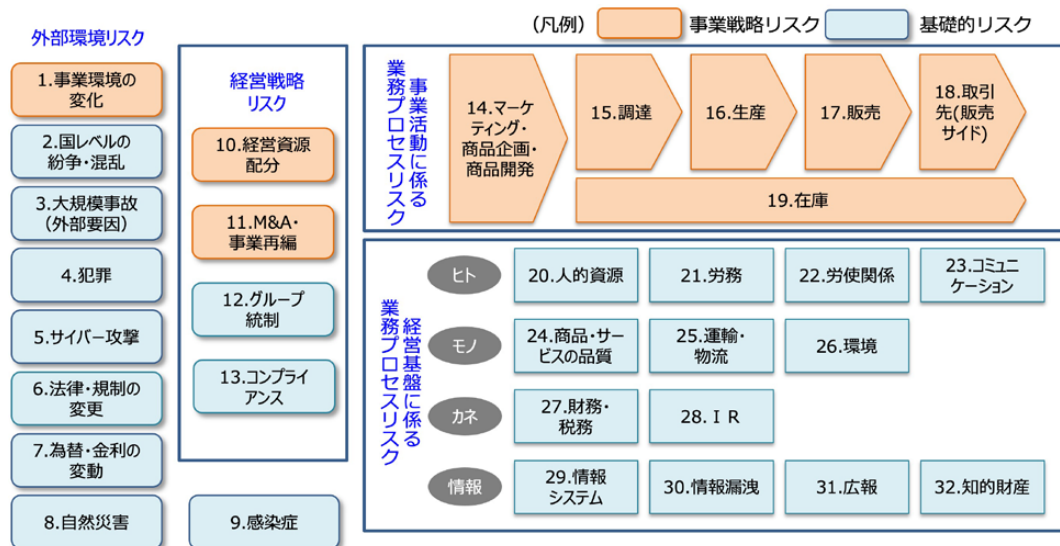 (凡例)
事業戦略リスク
基礎的リスク
外部環境リスク
1.事業環境の
変化
2.国レベルの
紛争・混乱
3.大規模事故
(外部要因)
4.犯罪
5.サイバー攻撃
6.法律・規制の
変更
7.為替・金利の
変動
8.自然災害
9.感染症
経営戦略
リスク
10.経営資源
配分
11.M&A・
事業再編
12.グループ
統制
13.コンプライ
アンス
事業活動に係る
業務プロセスリスク
14.マーケ
ティング・
商品企画・
商品開発
15.調達
16.生産
17.販売
18.取引
先(販売
サイド)
19.在庫
経営基盤に係る
業務プロセスリスク
ヒト
20.人的資源
21.労務
22.労使関係
23.コミュニ
ケーション
モノ
24.商品・サー
ビスの品質
25.運輸・
物流
26.環境
カネ
27.財務・
税務
28.IR
情報
29.情報
システム
30.情報漏洩
31.広報
32.知的財産